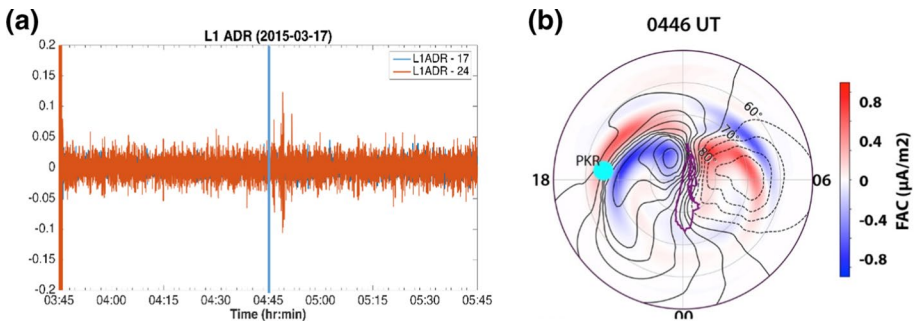 (a)
L1 ADR (2015-03-17)
L1ADR - 17
L1ADR - 24
0.2
0.15
0.1
0.05
0
-0.05
-0.1
-0.15
-0.2
03:45 04:00 04:15 04:30 04:45 05:00 05:15 05:30 05:45
Time (hr:min)
(b)
0446 UT
60°
70°
80°
PKR
18
06
00
0.8
0.4
0
-0.4
-0.8
FAC (μA/m2)